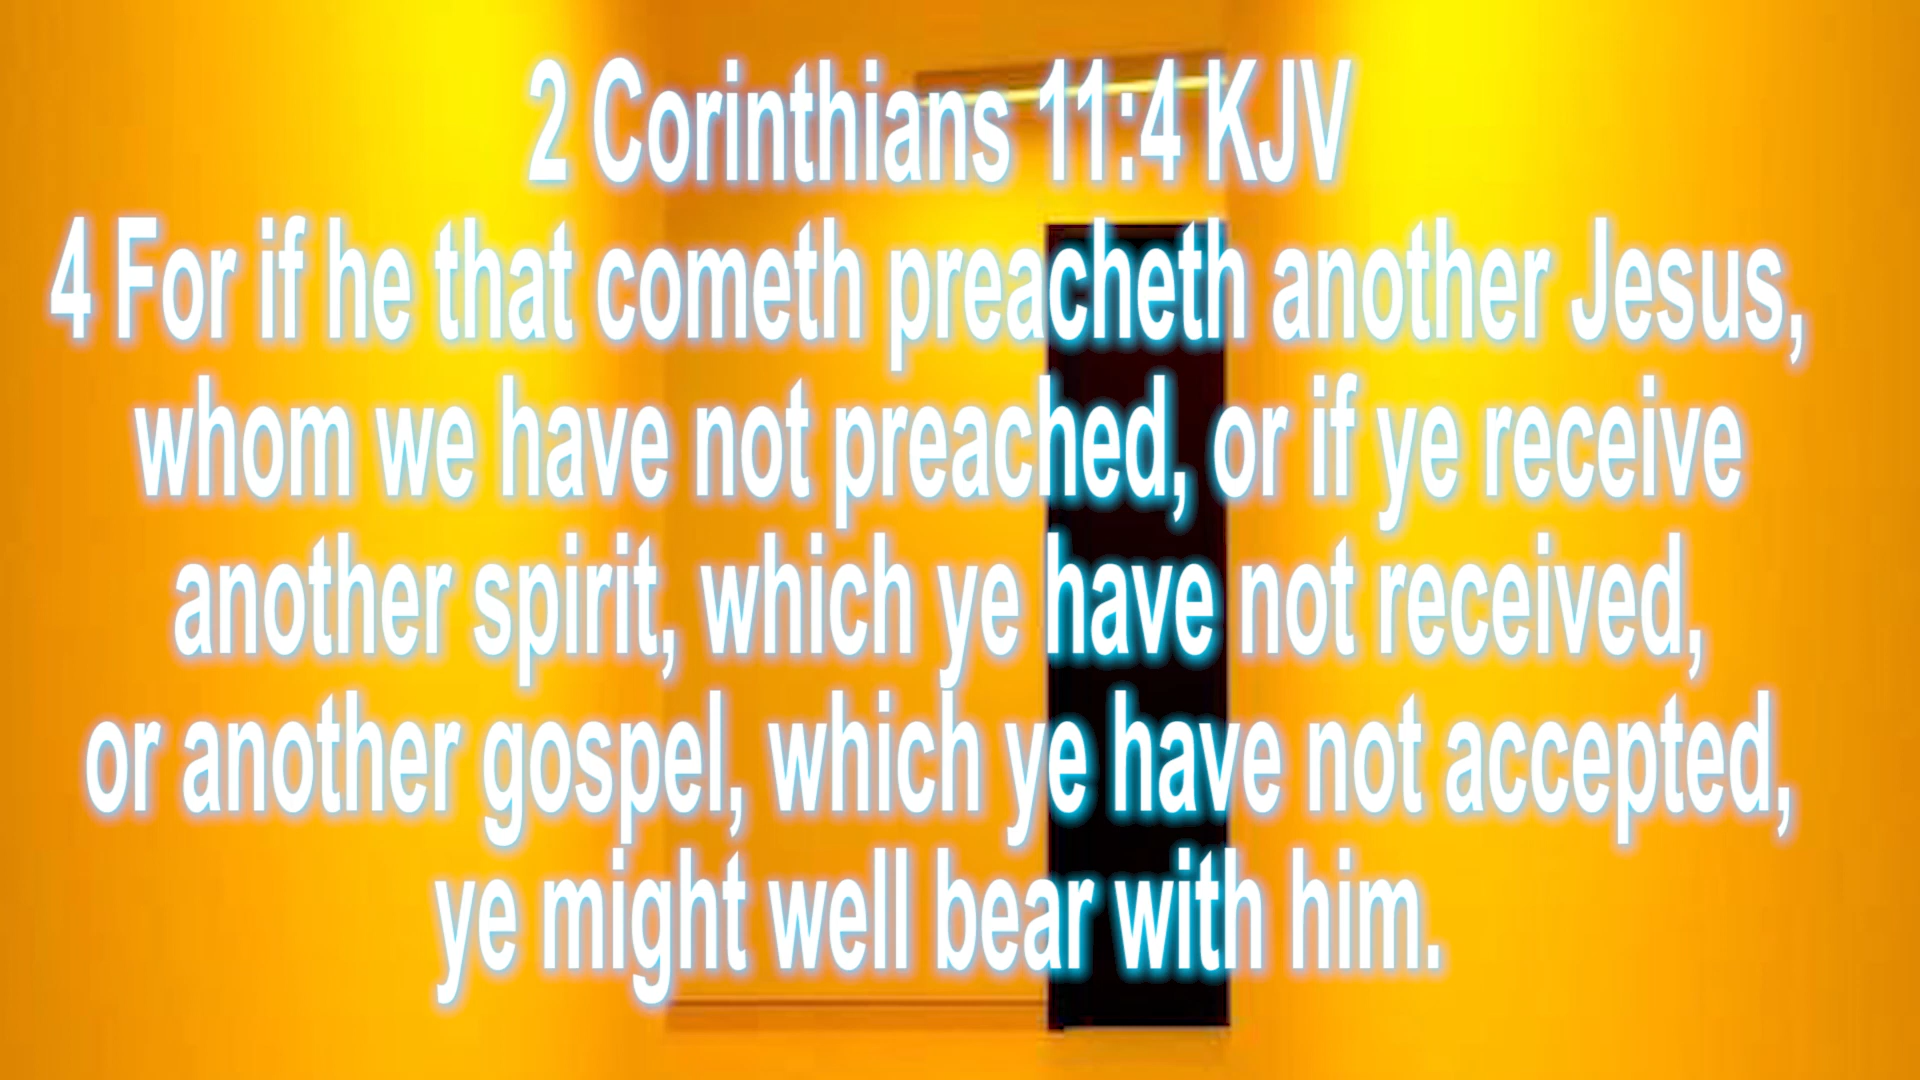 2 Corinthians 11:4 KJV
4 For if he that cometh preacheth another Jesus,
whom we have not preached, or if ye receive
another spirit, which ye have not received,
or another gospel, which ye have not accepted,
ye might well bear with him.